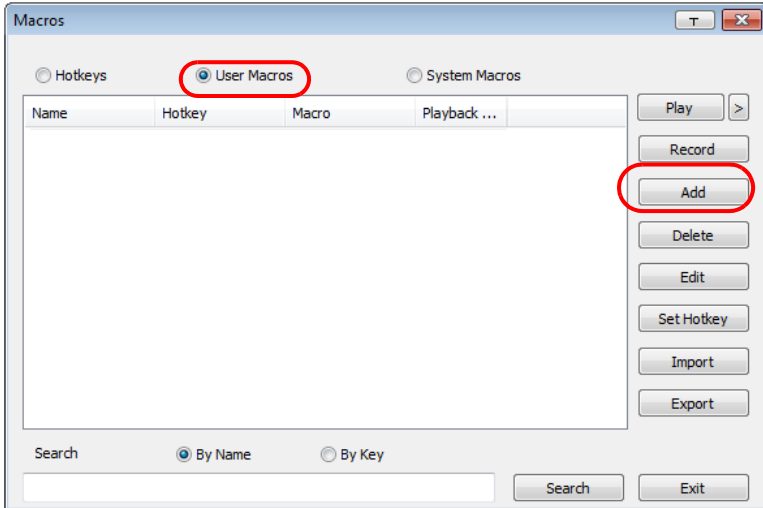 Macros
Hotkeys User Macros System Macros
Name Hotkey Macro Playback ...
Play >
Record
Add
Delete
Edit
Set Hotkey
Import
Export
Search By Name By Key
Search Exit